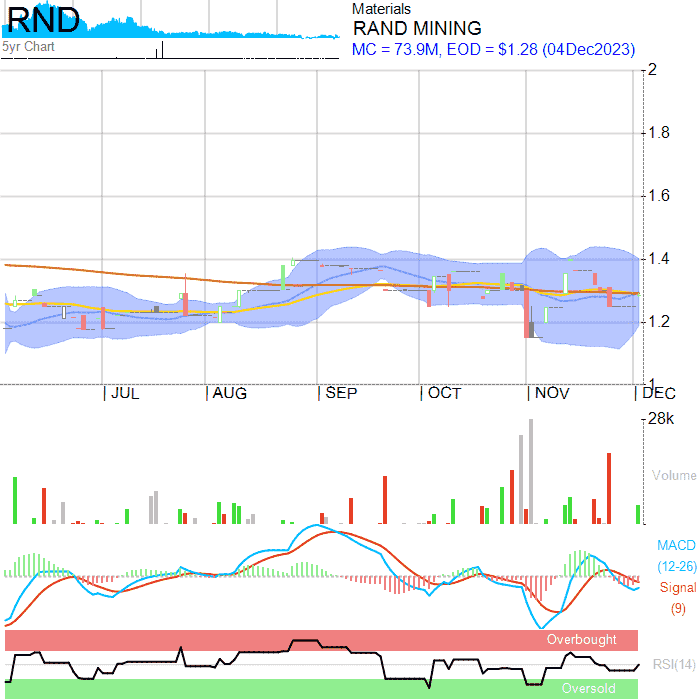 RND
Materials
RAND MINING
5yr Chart
MC = 73.9M, EOD = $1.28 (04Dec2023)
2
1.8
1.6
1.4
1.2
1
JUL AUG SEP OCT NOV DEC
28k
Volume
MACD
(12-26)
Signal
(9)
Overbought
RSI(14)
Oversold